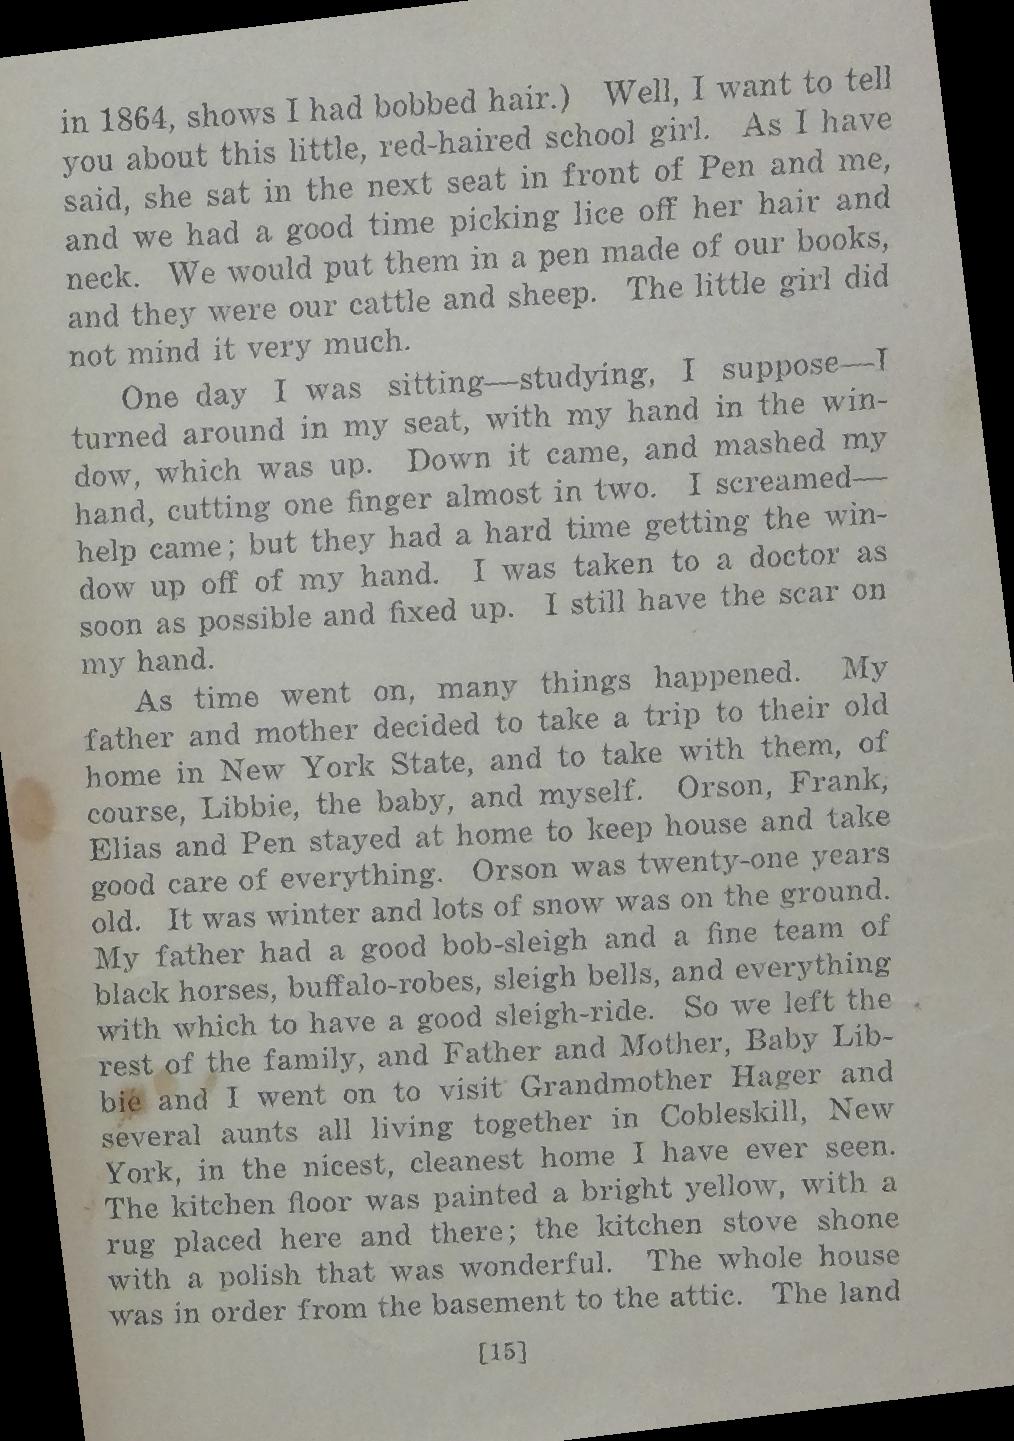 in 1864, shows I had bobbed hair.) Well, I want to tell
you about this little, red-haired school girl. As I have
said, she sat in the next seat in front of Pen and me,
and we had a good time picking lice off her hair and
neck. We would put them in a pen made of our books,
and they were our cattle and sheep. The little girl did
not mind it very much.
One day I was sitting—studying, I suppose—I
turned around in my seat, with my hand in the win-
dow, which was up. Down it came, and mashed my
hand, cutting one finger almost in two. I screamed—
help came; but they had a hard time getting the win-
dow up off of my hand. I was taken to a doctor as
soon as possible and fixed up. I still have the scar on
my hand.
As time went on, many things happened. My
father and mother decided to take a trip to their old
home in New York State, and to take with them, of
course, Libbie, the baby, and myself. Orson, Frank,
Elias and Pen stayed at home to keep house and take
good care of everything. Orson was twenty-one years
old. It was winter and lots of snow was on the ground.
My father had a good bob-sleigh and a fine team of
black horses, buffalo-robes, sleigh bells, and everything
with which to have a good sleigh-ride. So we left the
rest of the family, and Father and Mother, Baby Lib-
bie and I went on to visit Grandmother Hager and
several aunts all living together in Cobleskill, New
York, in the nicest, cleanest home I have ever seen.
The kitchen floor was painted a bright yellow, with a
rug placed here and there; the kitchen stove shone
with a polish that was wonderful. The whole house
was in order from the basement to the attic. The land
[15]